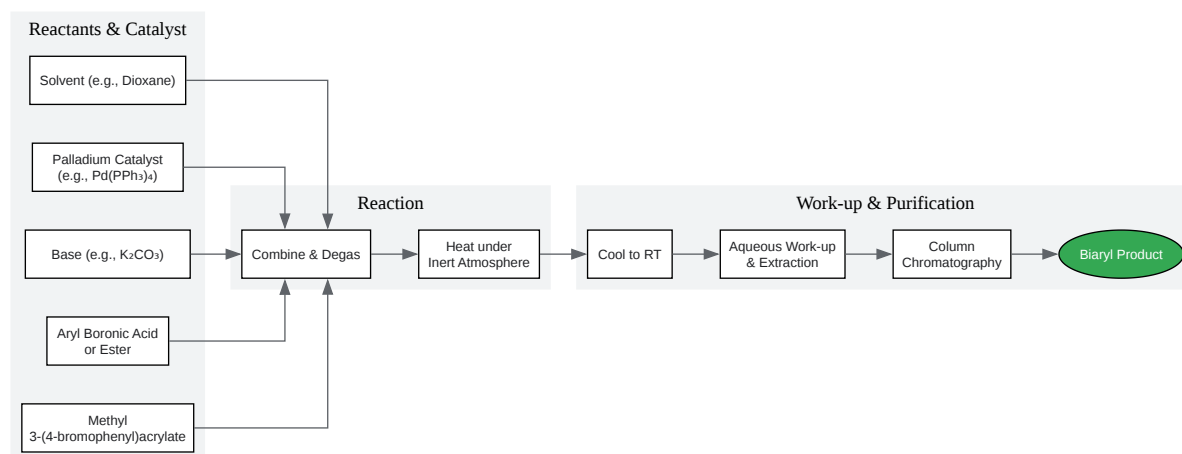 Reactants & Catalyst
Solvent (e.g., Dioxane)
Palladium Catalyst
(e.g., Pd(PPh₃)₄)
Base (e.g., K₂CO₃)
Aryl Boronic Acid
or Ester
Methyl
3-(4-bromophenyl)acrylate
Reaction
Combine & Degas
Heat under
Inert Atmosphere
Work-up & Purification
Cool to RT
Aqueous Work-up
& Extraction
Column
Chromatography
Biaryl Product